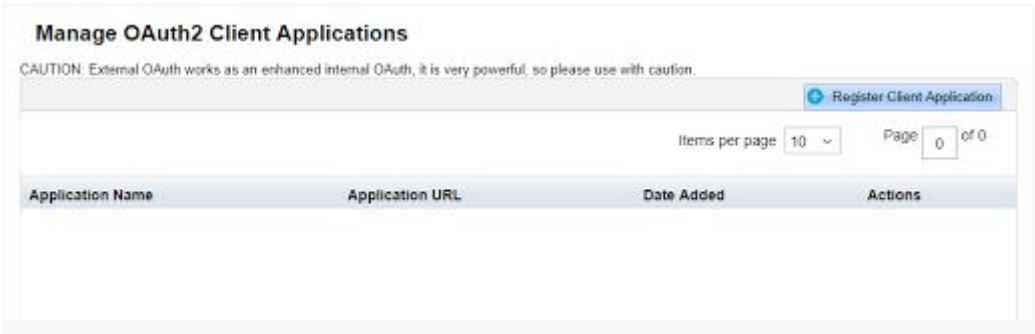 Manage OAuth2 Client Applications
CAUTION: External OAuth works as an enhanced internal OAuth, it is very powerful, so please use with caution.
Register Client Application
Items per page 10 Page 0 of 0
Application Name Application URL Date Added Actions